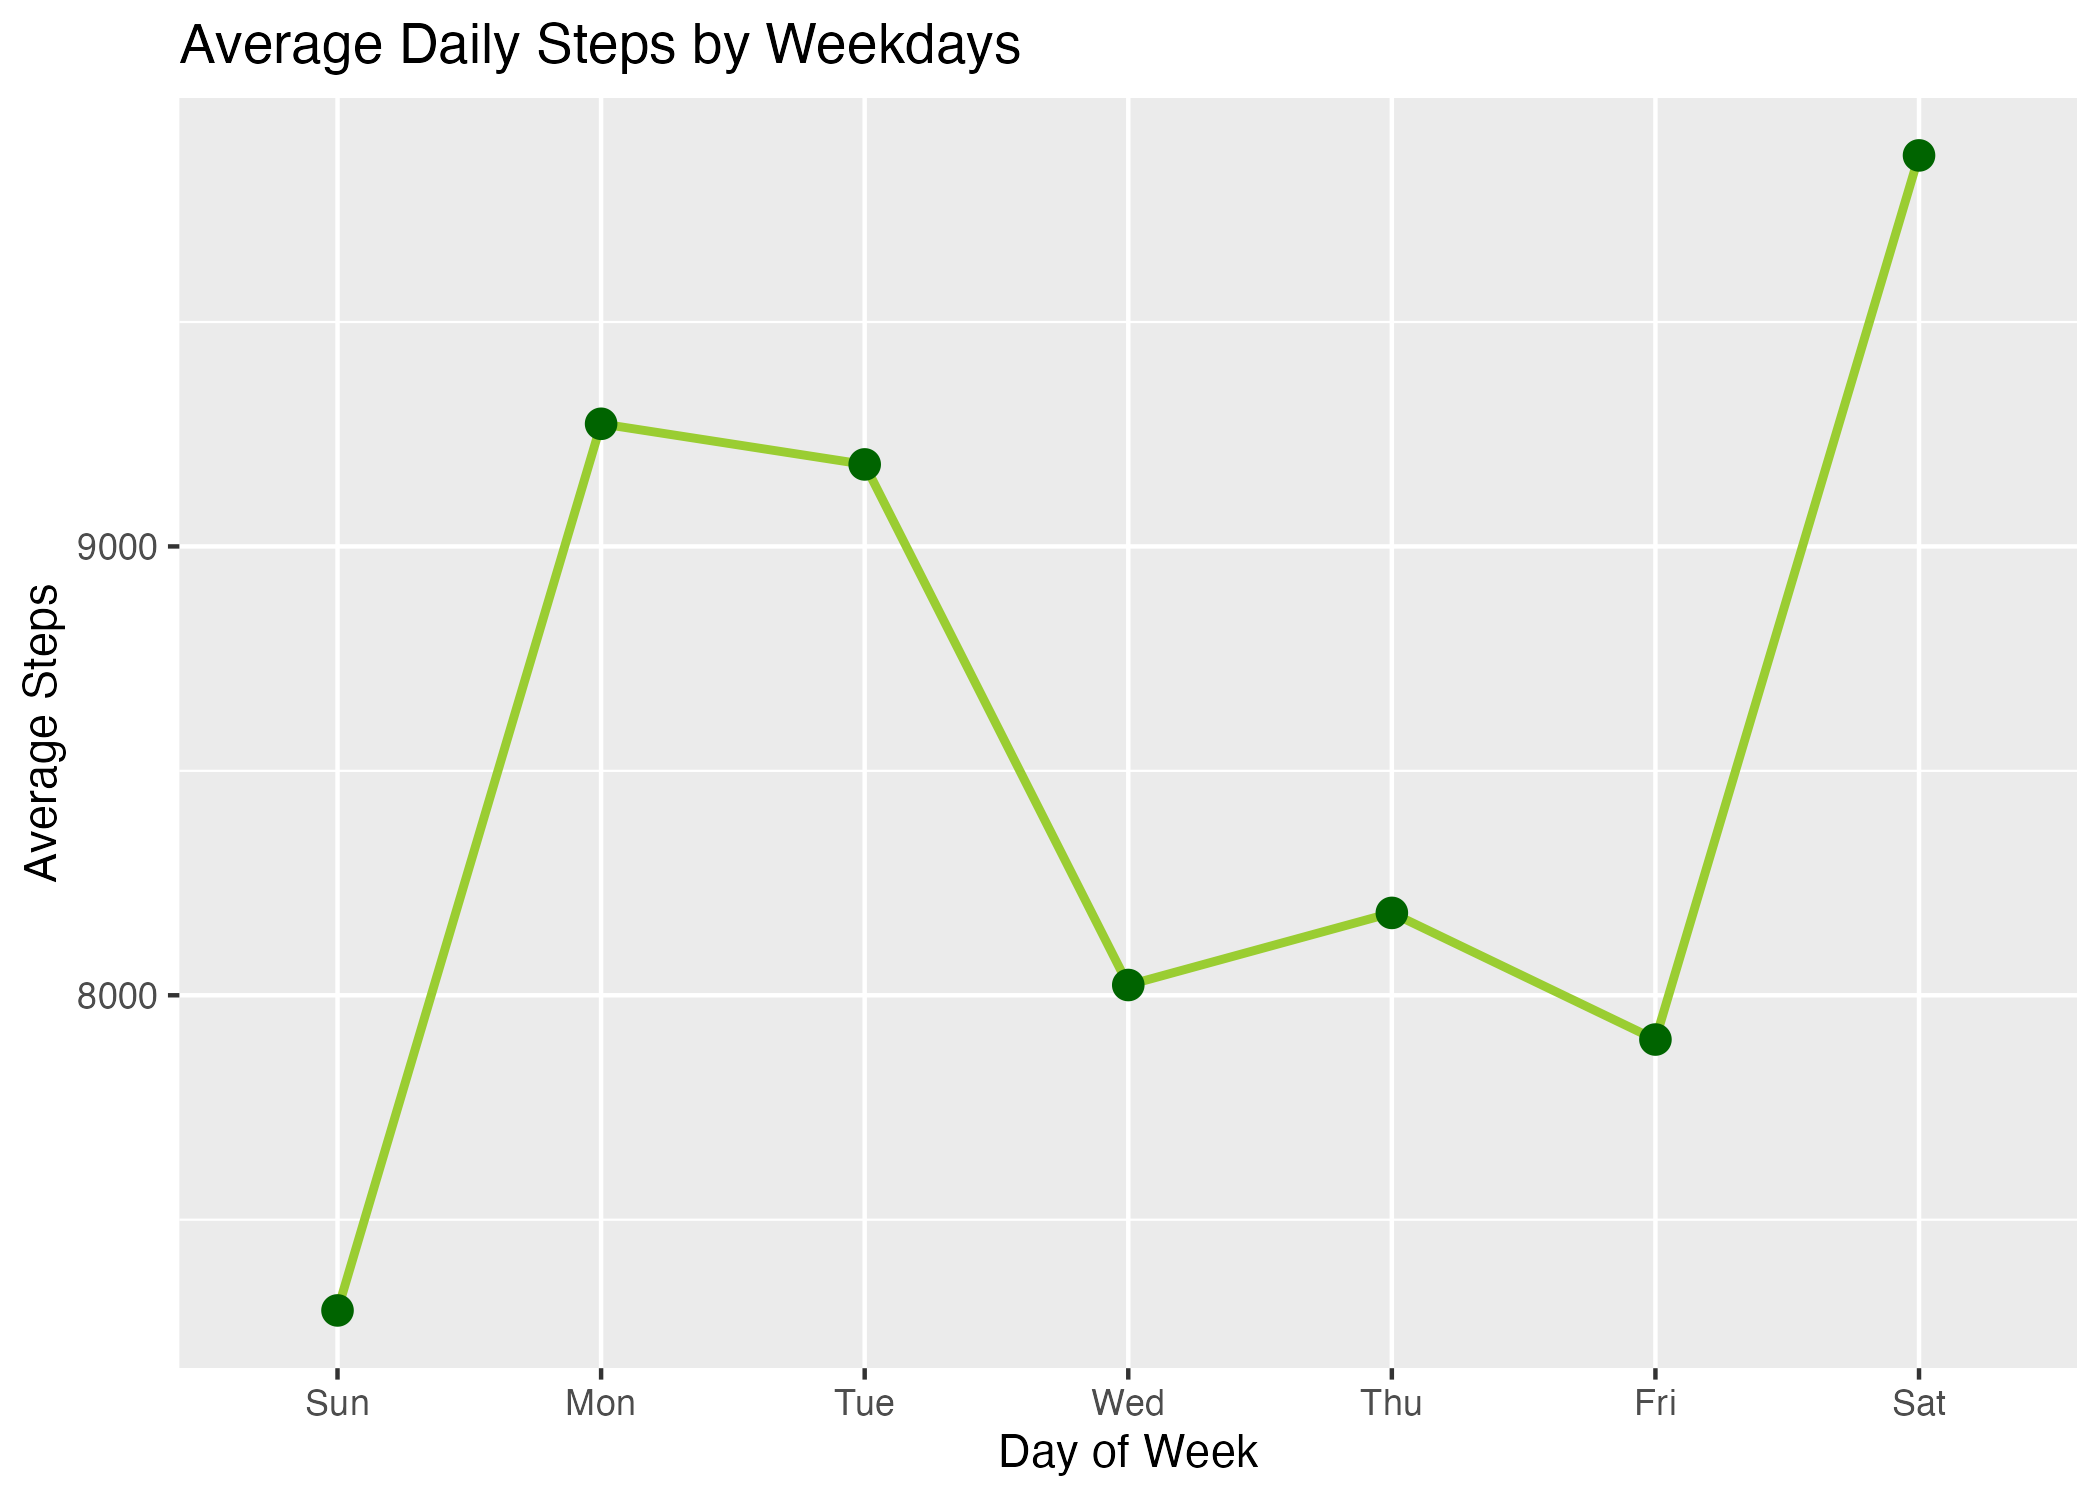 Average Daily Steps by Weekdays
Average Steps
9000
8000
Sun Mon Tue Wed Thu Fri Sat
Day of Week